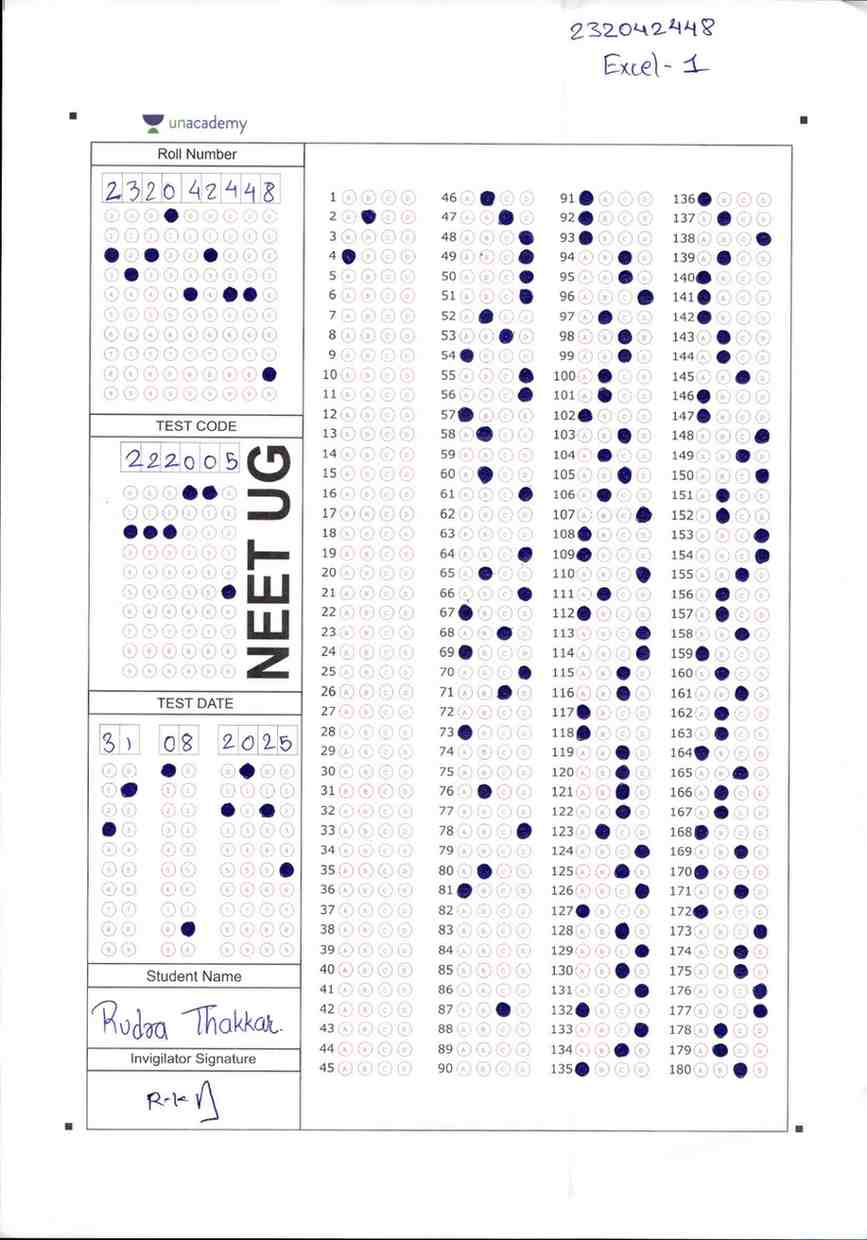 232042448
Excel-1
unacademy
Roll Number
232042448
TEST CODE
222005
NEET UG
TEST DATE
31 08 2025
Student Name
Rudra Thakkar.
Invigilator Signature
1 46 91 136
2 47 92 137
3 48 93 138
4 49 94 139
5 50 95 140
6 51 96 141
7 52 97 142
8 53 98 143
9 54 99 144
10 55 100 145
11 56 101 146
12 57 102 147
13 58 103 148
14 59 104 149
15 60 105 150
16 61 106 151
17 62 107 152
18 63 108 153
19 64 109 154
20 65 110 155
21 66 111 156
22 67 112 157
23 68 113 158
24 69 114 159
25 70 115 160
26 71 116 161
27 72 117 162
28 73 118 163
29 74 119 164
30 75 120 165
31 76 121 166
32 77 122 167
33 78 123 168
34 79 124 169
35 80 125 170
36 81 126 171
37 82 127 172
38 83 128 173
39 84 129 174
40 85 130 175
41 86 131 176
42 87 132 177
43 88 133 178
44 89 134 179
45 90 135 180